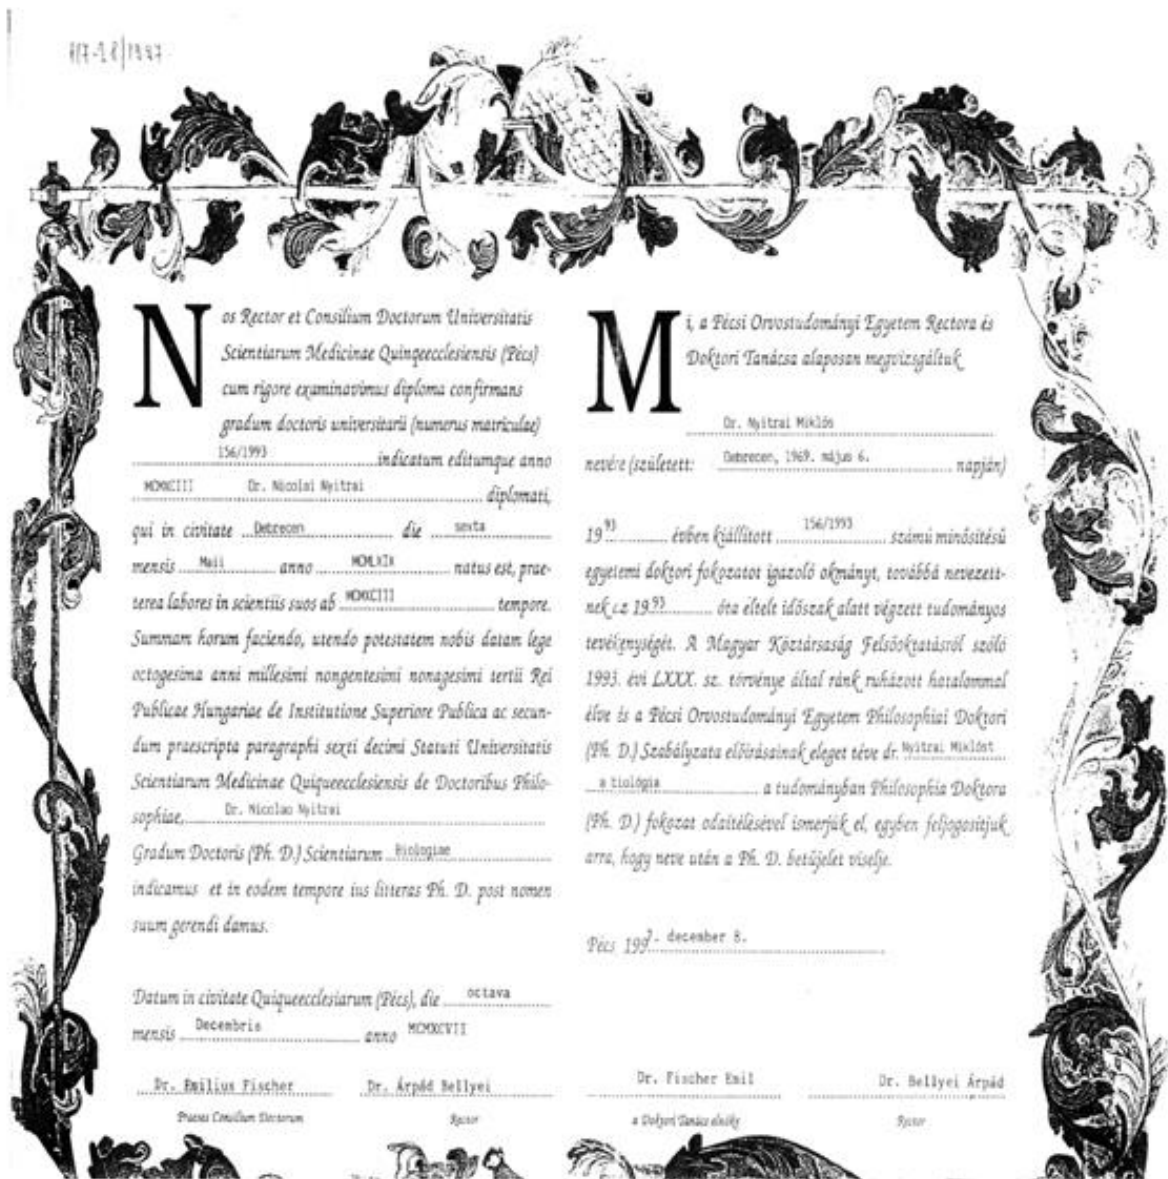 Nos Rector et Consilium Doctorum Universitatis
Scientiarum Medicinae Quinqeecclesiensis (Pécs)
cum rigore examinavimus diploma confirmans
gradum doctoris universitarii (numerus matriculae)
156/1993 indicatum editumque anno
MCMXCIII Dr. Nicolai Nyitrai diplomati,
qui in civitate Debrecen die sexta
mensis Maii anno MCMLXIX natus est, prae-
terea labores in scientiis suos ab MCMXCIII tempore.
Summam horum faciendo, utendo potestatem nobis datam lege
octogesima anni millesimi nongentesimi nonagesimi tertii Rei
Publicae Hungariae de Institutione Superiore Publica ac secun-
dum praescripta paragraphi sexti decimi Statuti Universitatis
Scientiarum Medicinae Quiqueecclesiensis de Doctoribus Philo-
sophiae, Dr. Nicolao Nyitrai
Gradum Doctoris (Ph. D.) Scientiarum Biologiae
indicamus et in eodem tempore ius litteras Ph. D. post nomen
suum gerendi damus.
Datum in civitate Quiqueecclesiarum (Pécs), die octava
mensis Decembris anno MCMXCVII
Dr. Emilius Fischer Dr. Árpád Bellyei
Praeses Consilium Doctorum Rector
Mi, a Pécsi Orvostudományi Egyetem Rectora és
Doktori Tanácsa alaposan megvizsgáltuk
Dr. Nyitrai Miklós
nevére (született: Debrecen, 1969. május 6. napján)
1993 évben kiállított 156/1993 számú minősítésű
egyetemi doktori fokozatot igazoló okmányt, továbbá nevezett-
nek az 1993 óta eltelt időszak alatt végzett tudományos
tevékenységét. A Magyar Köztársaság Felsőoktatásról szóló
1993. évi LXXX. sz. törvénye által ránk ruházott hatalommal
élve is a Pécsi Orvostudományi Egyetem Philosophiai Doktori
(Ph. D.) Szabályzata előírásainak eleget téve dr. Nyitrai Miklóst
a biológia a tudományban Philosophia Doktora
(Ph. D.) fokozat odaítélésével ismerjük el, egyben feljogosítjuk
arra, hogy neve után a Ph. D. betűjelet viselje.
Pécs 1997. december 8.
Dr. Fischer Emil Dr. Bellyei Árpád
a Doktori Tanács elnöke Rector